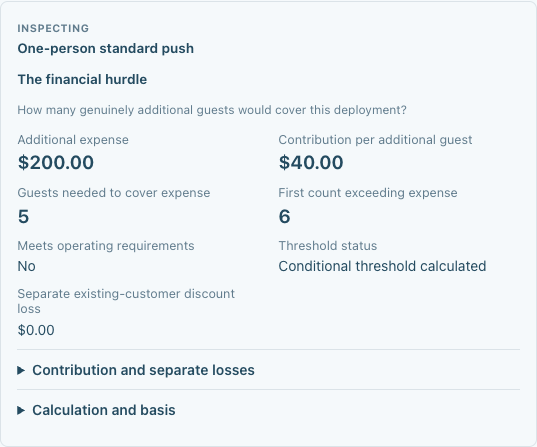 INSPECTING
One-person standard push
The financial hurdle
How many genuinely additional guests would cover this deployment?
Additional expense
$200.00
Contribution per additional guest
$40.00
Guests needed to cover expense
5
First count exceeding expense
6
Meets operating requirements
No
Threshold status
Conditional threshold calculated
Separate existing-customer discount
loss
$0.00
Contribution and separate losses
Calculation and basis